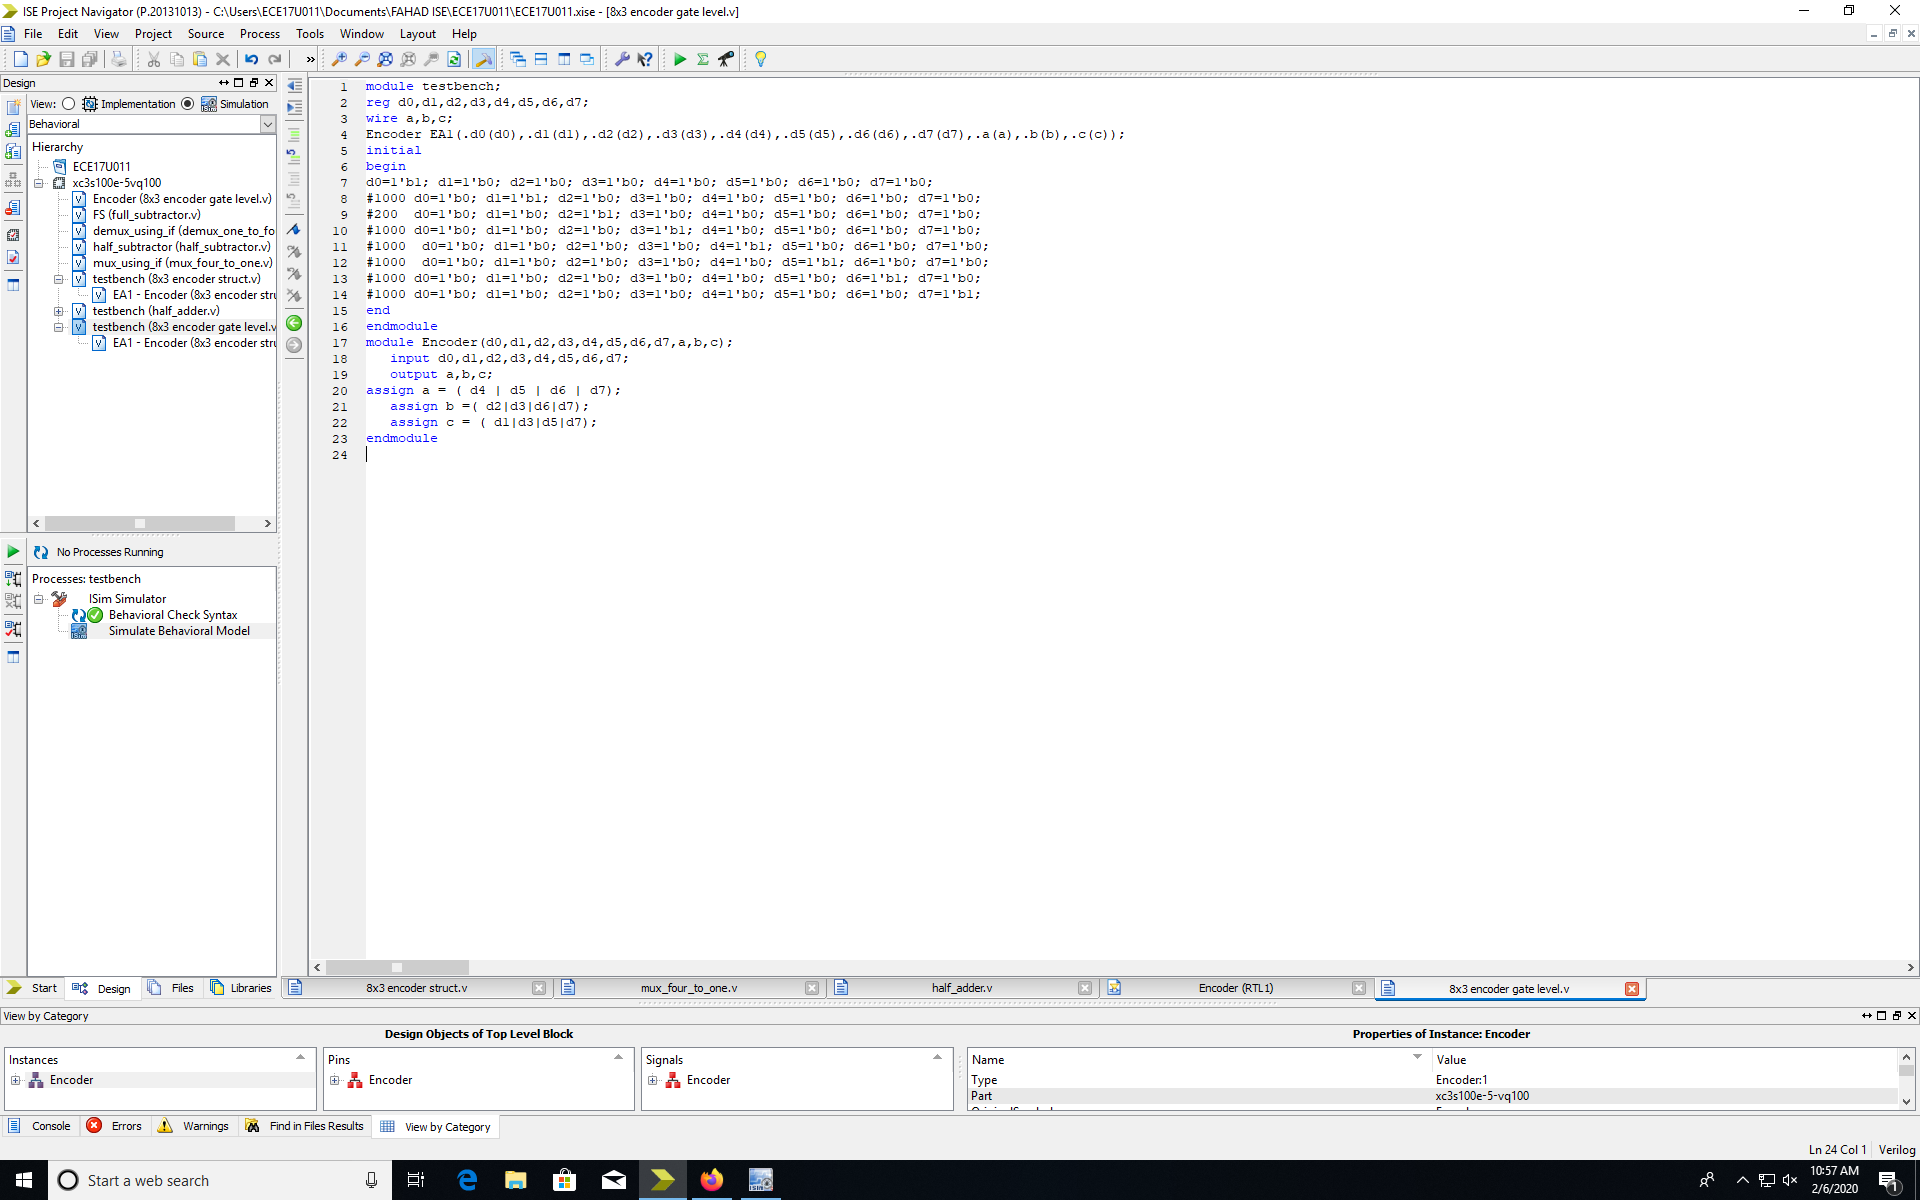 ISE Project Navigator (P.20131013) - C:\Users\ECE17U011\Documents\FAHAD ISE\ECE17U011\ECE17U011.xise - [8x3 encoder gate level.v]
File Edit View Project Source Process Tools Window Layout Help
Design
View: Implementation Simulation
Behavioral
Hierarchy
ECE17U011
xc3s100e-5vq100
Encoder (8x3 encoder gate level.v)
FS (full_subtractor.v)
demux_using_if (demux_one_to_fo
half_subtractor (half_subtractor.v)
mux_using_if (mux_four_to_one.v)
testbench (8x3 encoder struct.v)
EA1 - Encoder (8x3 encoder stru
testbench (half_adder.v)
testbench (8x3 encoder gate level.v
EA1 - Encoder (8x3 encoder stru
No Processes Running
Processes: testbench
ISim Simulator
Behavioral Check Syntax
Simulate Behavioral Model
1 module testbench;
2 reg d0,d1,d2,d3,d4,d5,d6,d7;
3 wire a,b,c;
4 Encoder EA1(.d0(d0),.d1(d1),.d2(d2),.d3(d3),.d4(d4),.d5(d5),.d6(d6),.d7(d7),.a(a),.b(b),.c(c));
5 initial
6 begin
7 d0=1'b1; d1=1'b0; d2=1'b0; d3=1'b0; d4=1'b0; d5=1'b0; d6=1'b0; d7=1'b0;
8 #1000 d0=1'b0; d1=1'b1; d2=1'b0; d3=1'b0; d4=1'b0; d5=1'b0; d6=1'b0; d7=1'b0;
9 #200  d0=1'b0; d1=1'b0; d2=1'b1; d3=1'b0; d4=1'b0; d5=1'b0; d6=1'b0; d7=1'b0;
10 #1000 d0=1'b0; d1=1'b0; d2=1'b0; d3=1'b1; d4=1'b0; d5=1'b0; d6=1'b0; d7=1'b0;
11 #1000  d0=1'b0; d1=1'b0; d2=1'b0; d3=1'b0; d4=1'b1; d5=1'b0; d6=1'b0; d7=1'b0;
12 #1000  d0=1'b0; d1=1'b0; d2=1'b0; d3=1'b0; d4=1'b0; d5=1'b1; d6=1'b0; d7=1'b0;
13 #1000 d0=1'b0; d1=1'b0; d2=1'b0; d3=1'b0; d4=1'b0; d5=1'b0; d6=1'b1; d7=1'b0;
14 #1000 d0=1'b0; d1=1'b0; d2=1'b0; d3=1'b0; d4=1'b0; d5=1'b0; d6=1'b0; d7=1'b1;
15 end
16 endmodule
17 module Encoder(d0,d1,d2,d3,d4,d5,d6,d7,a,b,c);
18 input d0,d1,d2,d3,d4,d5,d6,d7;
19 output a,b,c;
20 assign a = ( d4 | d5 | d6 | d7);
21 assign b =( d2|d3|d6|d7);
22 assign c = ( d1|d3|d5|d7);
23 endmodule
24
Start Design Files Libraries
8x3 encoder struct.v mux_four_to_one.v half_adder.v Encoder (RTL1) 8x3 encoder gate level.v
View by Category
Design Objects of Top Level Block Properties of Instance: Encoder
Instances Pins Signals Name Value
Encoder Encoder Encoder Type Encoder:1
Part xc3s100e-5-vq100
Console Errors Warnings Find in Files Results View by Category
Ln 24 Col 1 Verilog
Start a web search
10:57 AM
2/6/2020
1